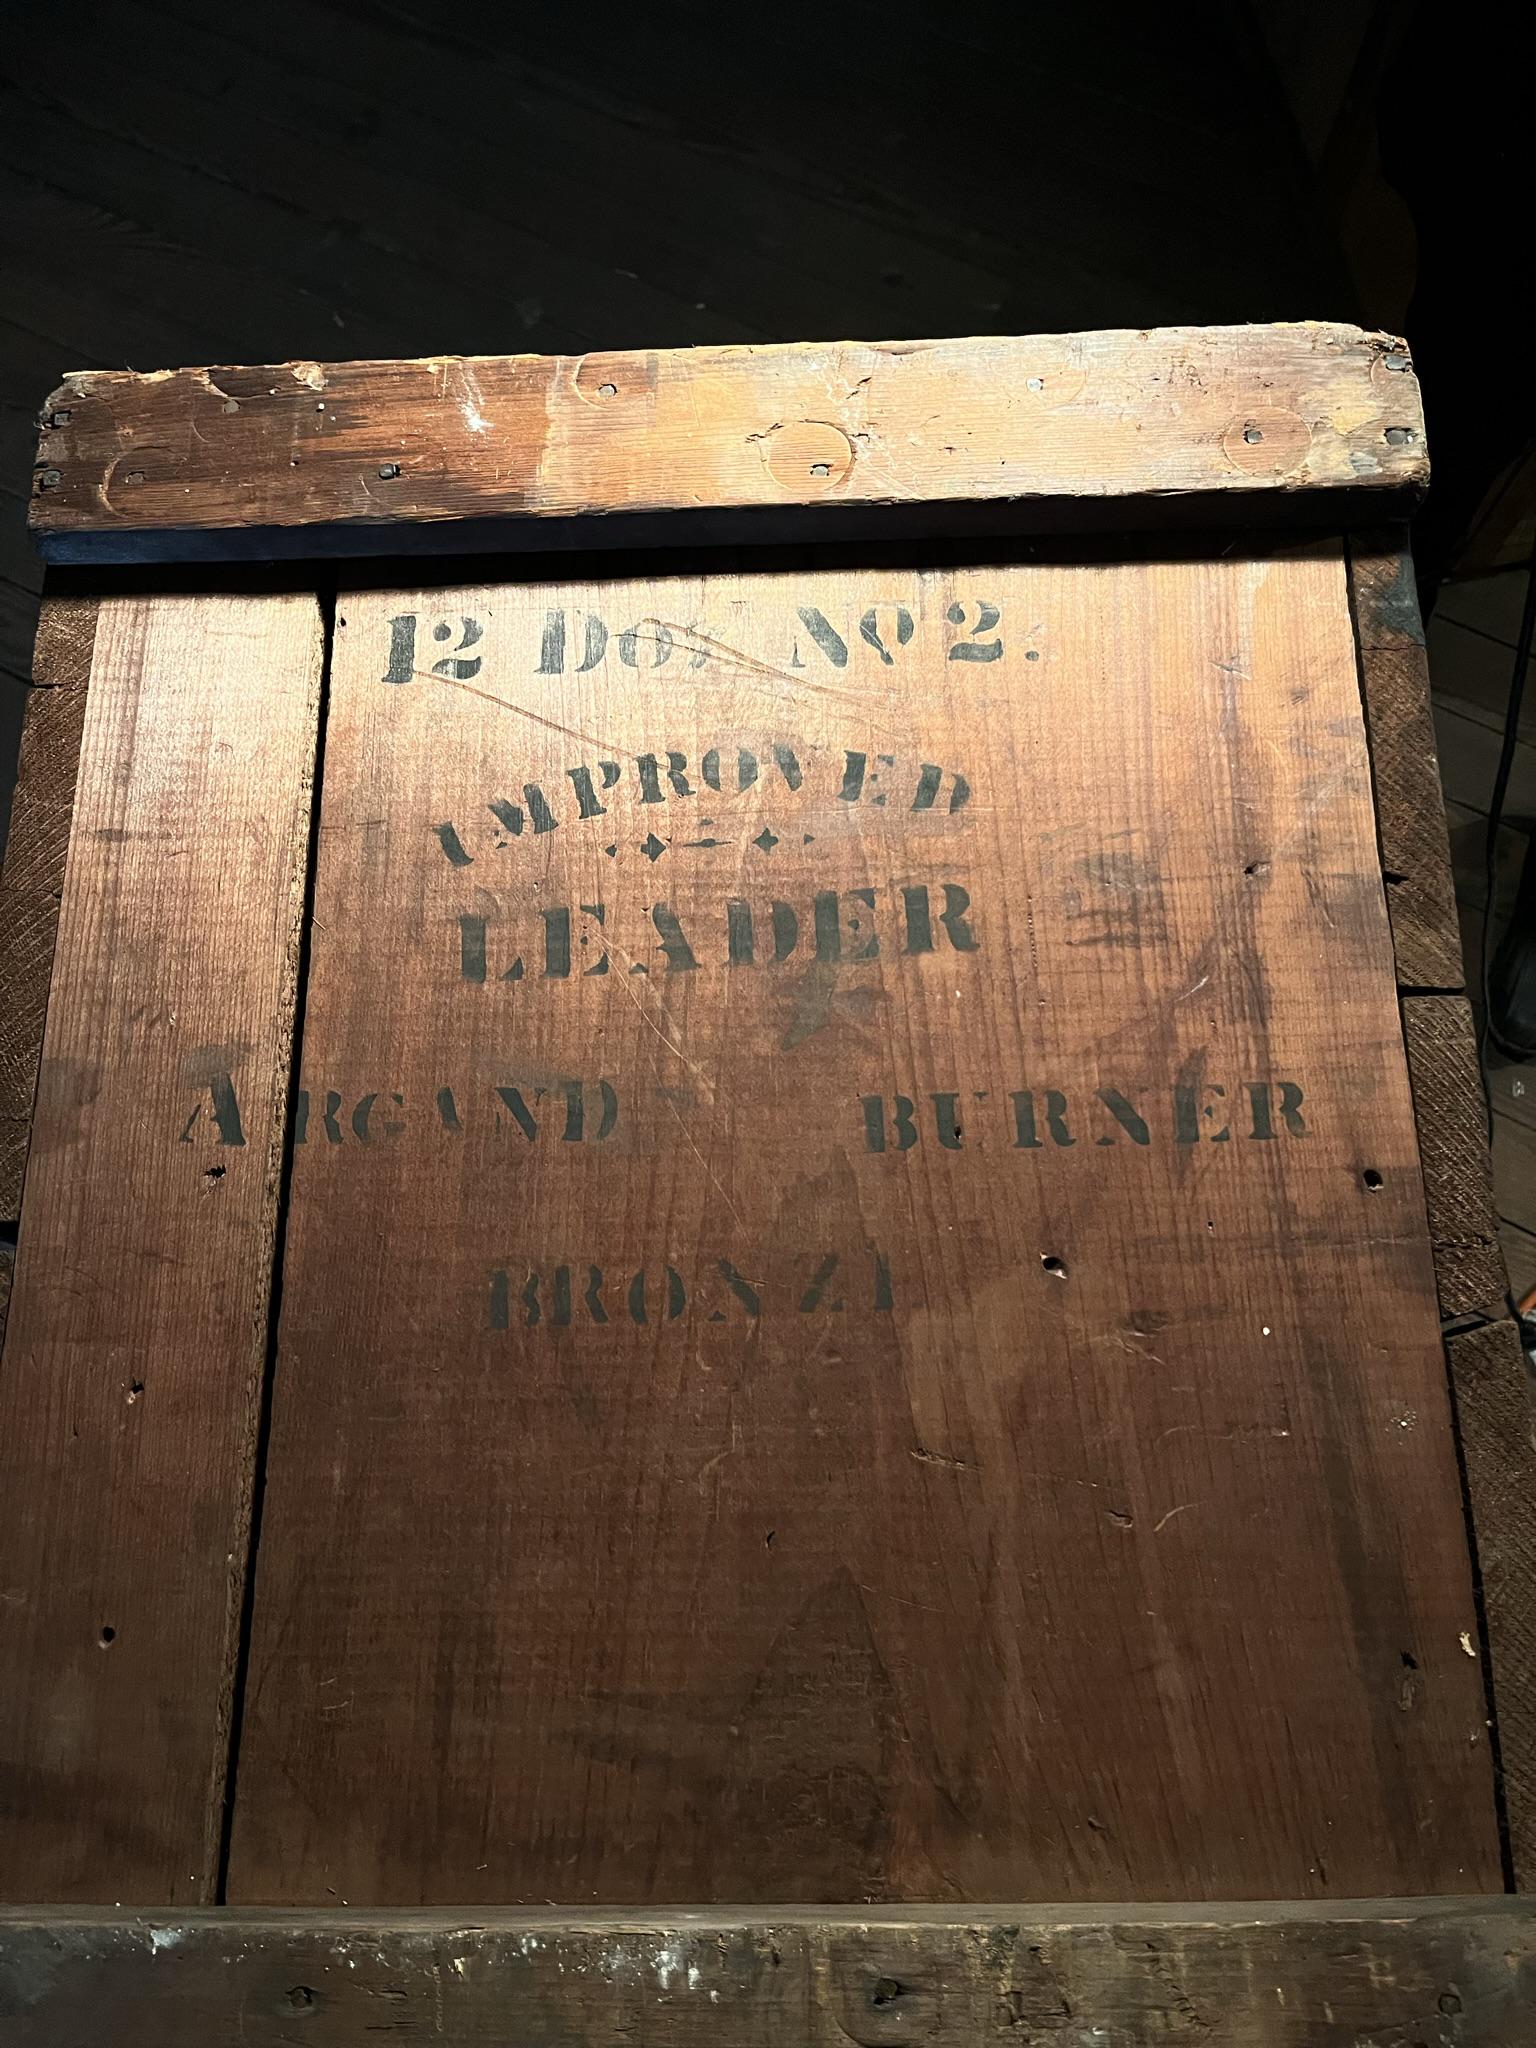 12 Doz No 2.
IMPROVED
LEADER
ARGAND BURNER
BRONZE